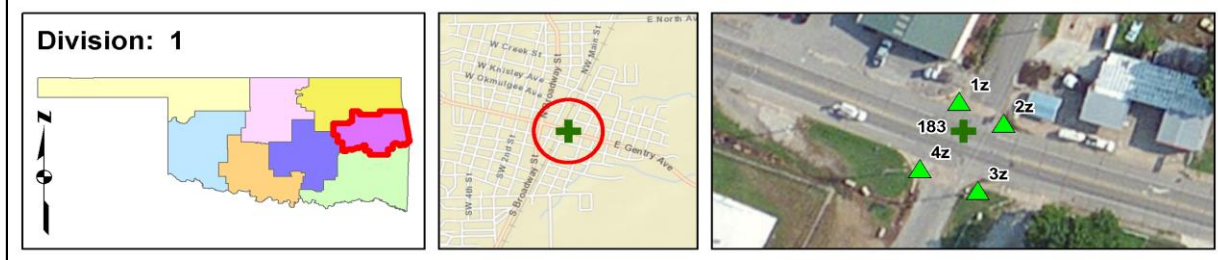 Division: 1
N
E North Ave
W Creek St
NW Main St
W Knisley Ave
N Broadway St
W Okmulgee Ave
SW 2nd St
E Gentry Ave
S Broadway St
SW 4th St
1z
2z
183
4z
3z